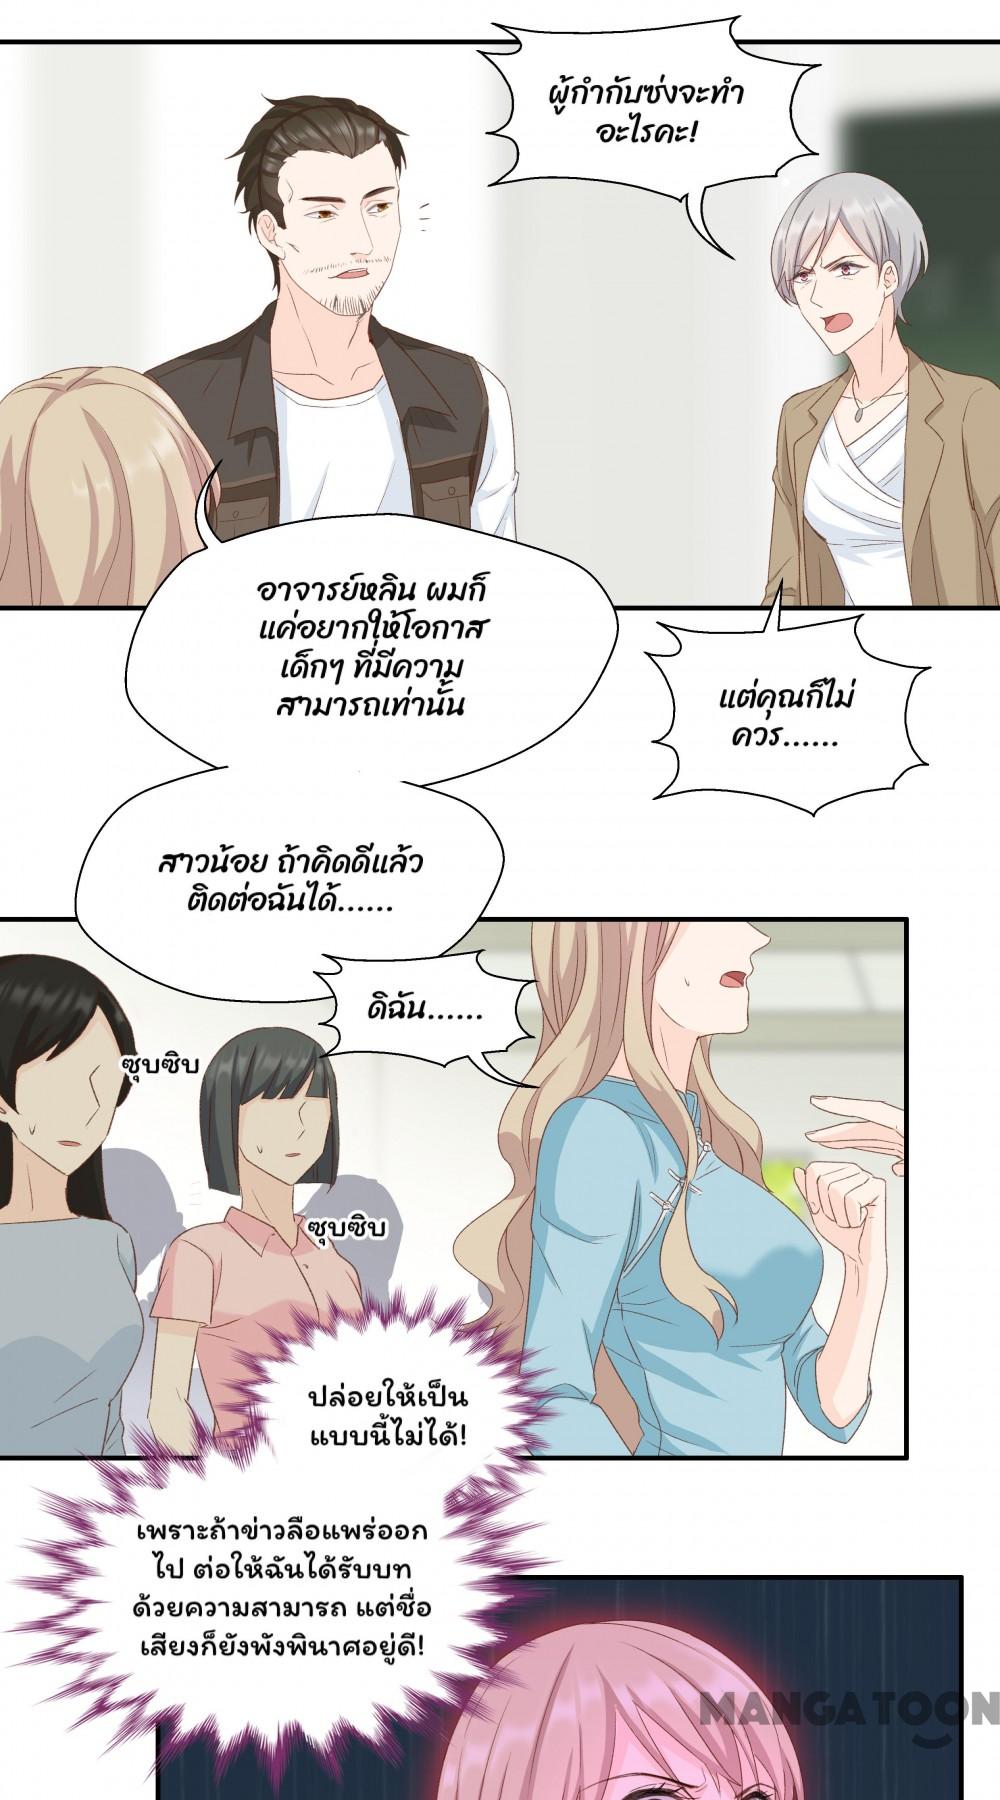 ผู้กำกับซ่งจะทำ
อะไรคะ!
อาจารย์หลิน ผมก็
แค่อยากให้โอกาส
เด็กๆ ที่มีความ
สามารถเท่านั้น
แต่คุณก็ไม่
ควร......
สาวน้อย ถ้าคิดดีแล้ว
ติดต่อฉันได้......
ดิฉัน......
ซุบซิบ
ซุบซิบ
ปล่อยให้เป็น
แบบนี้ไม่ได้!
เพราะถ้าข่าวลือแพร่ออก
ไป ต่อให้ฉันได้รับบท
ด้วยความสามารถ แต่ชื่อ
เสียงก็ยังพังพินาศอยู่ดี!
MANGATOON